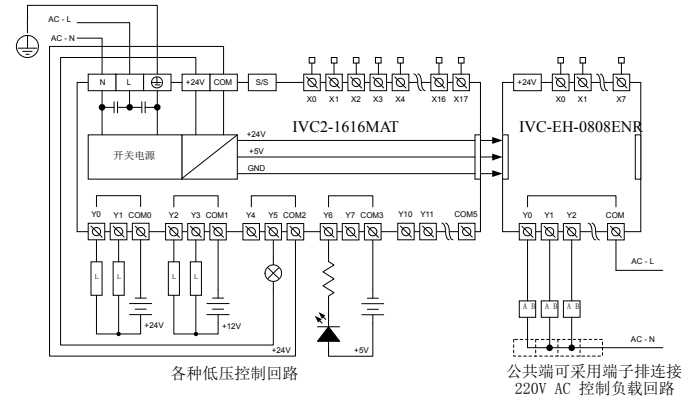 AC - L
AC - N
N L +24V COM S/S X0 X1 X2 X3 X4 X16 X17
+24V X0 X1 X7
IVC2-1616MAT
IVC-EH-0808ENR
开关电源
+24V
+5V
GND
Y0 Y1 COM0 Y2 Y3 COM1 Y4 Y5 COM2 Y6 Y7 COM3 Y10 Y11 COM5
Y0 Y1 Y2 COM
L L L L
AC - L
A B A B A B
+24V
+12V
+24V
+5V
AC - N
各种低压控制回路
公共端可采用端子排连接
220V AC 控制负载回路